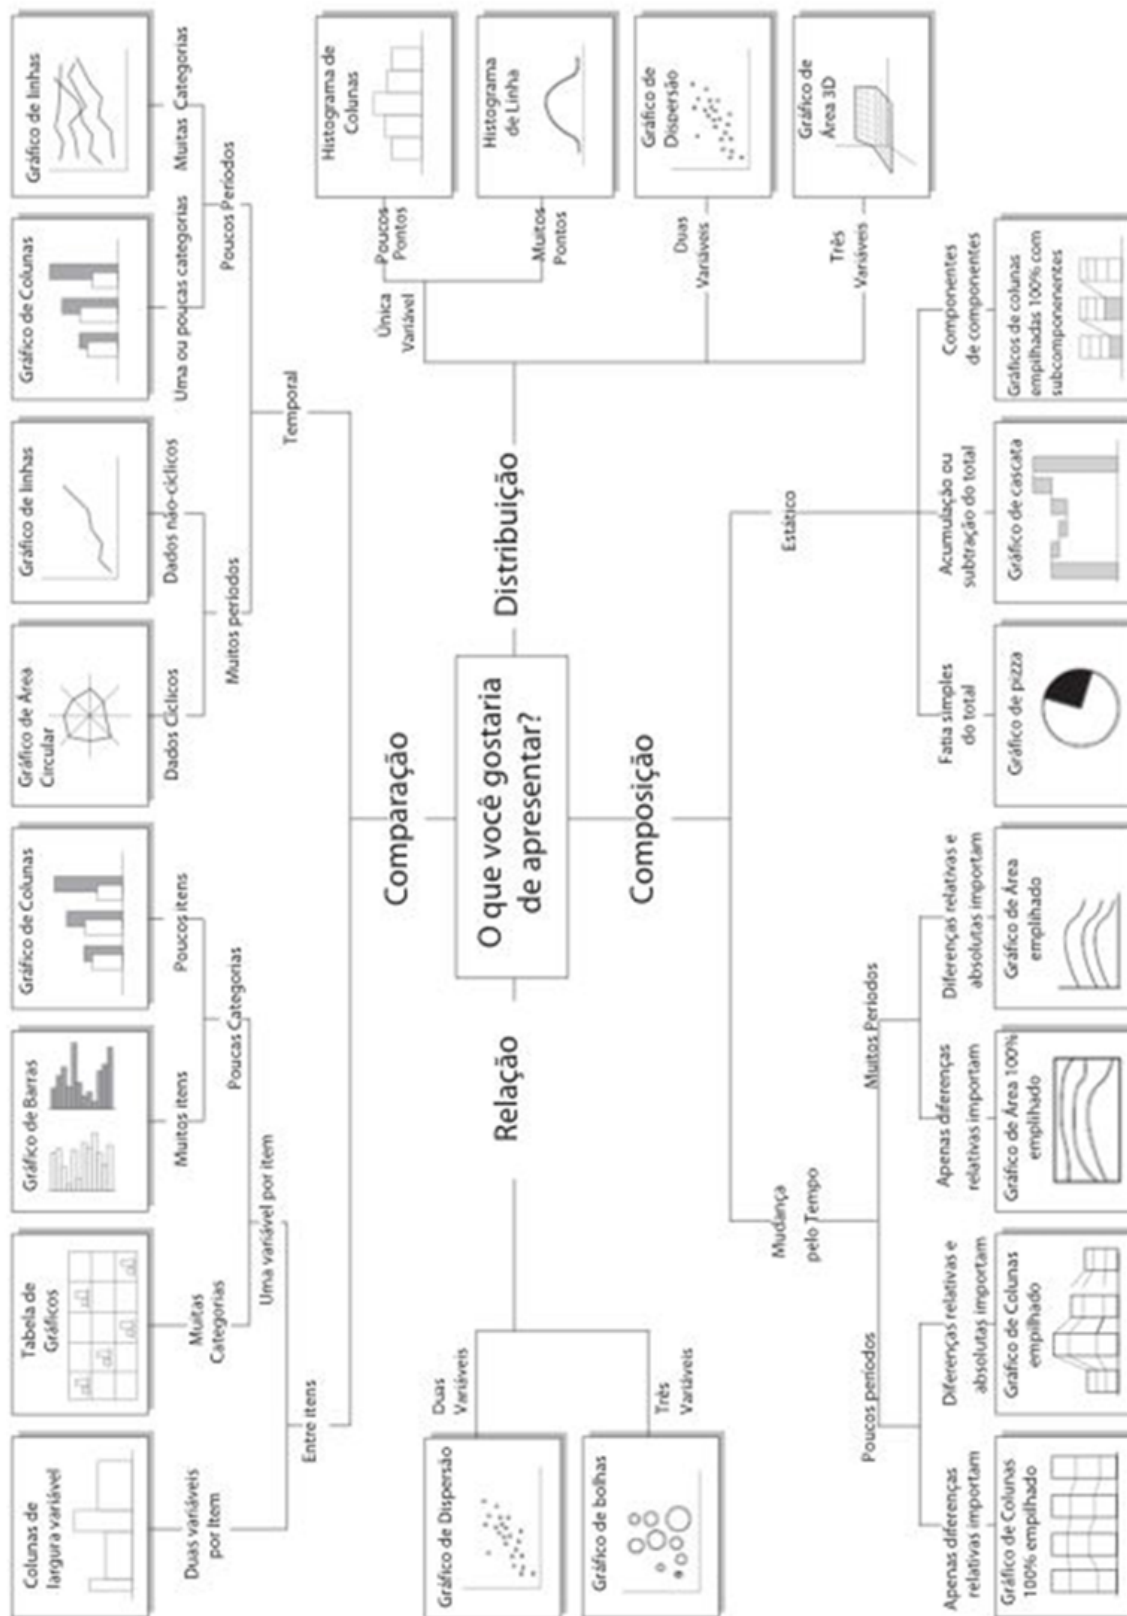 Colunas de
largura variável
Tabela de
Gráficos
Gráfico de Barras
Gráfico de Colunas
Gráfico de Área
Circular
Gráfico de linhas
Gráfico de Colunas
Gráfico de linhas
Duas variáveis
por Item
Muitas
Categorias
Muitos itens
Poucos itens
Dados Cíclicos
Dados não-cíclicos
Uma ou poucas categorias
Muitas Categorias
Poucas Categorias
Muitos períodos
Poucos Períodos
Uma variável por item
Entre itens
Temporal
Comparação
Relação
O que você gostaria
de apresentar?
Distribuição
Composição
Duas
Variáveis
Gráfico de Dispersão
Três
Variáveis
Gráfico de bolhas
Única
Variável
Poucos
Pontos
Histograma de
Colunas
Muitos
Pontos
Histograma
de Linha
Duas
Variáveis
Gráfico de
Dispersão
Três
Variáveis
Gráfico de
Área 3D
Mudança
pelo Tempo
Estático
Poucos períodos
Muitos Períodos
Apenas diferenças
relativas importam
Diferenças relativas e
absolutas importam
Apenas diferenças
relativas importam
Diferenças relativas e
absolutas importam
Fatia simples
do total
Acumulação ou
subtração do total
Componentes
de componentes
Gráfico de Colunas
100% empilhado
Gráfico de Colunas
empilhado
Gráfico de Área 100%
emplihado
Gráfico de Área
emplihado
Gráfico de pizza
Gráfico de cascata
Gráficos de colunas
empilhadas 100% com
subcomponenentes